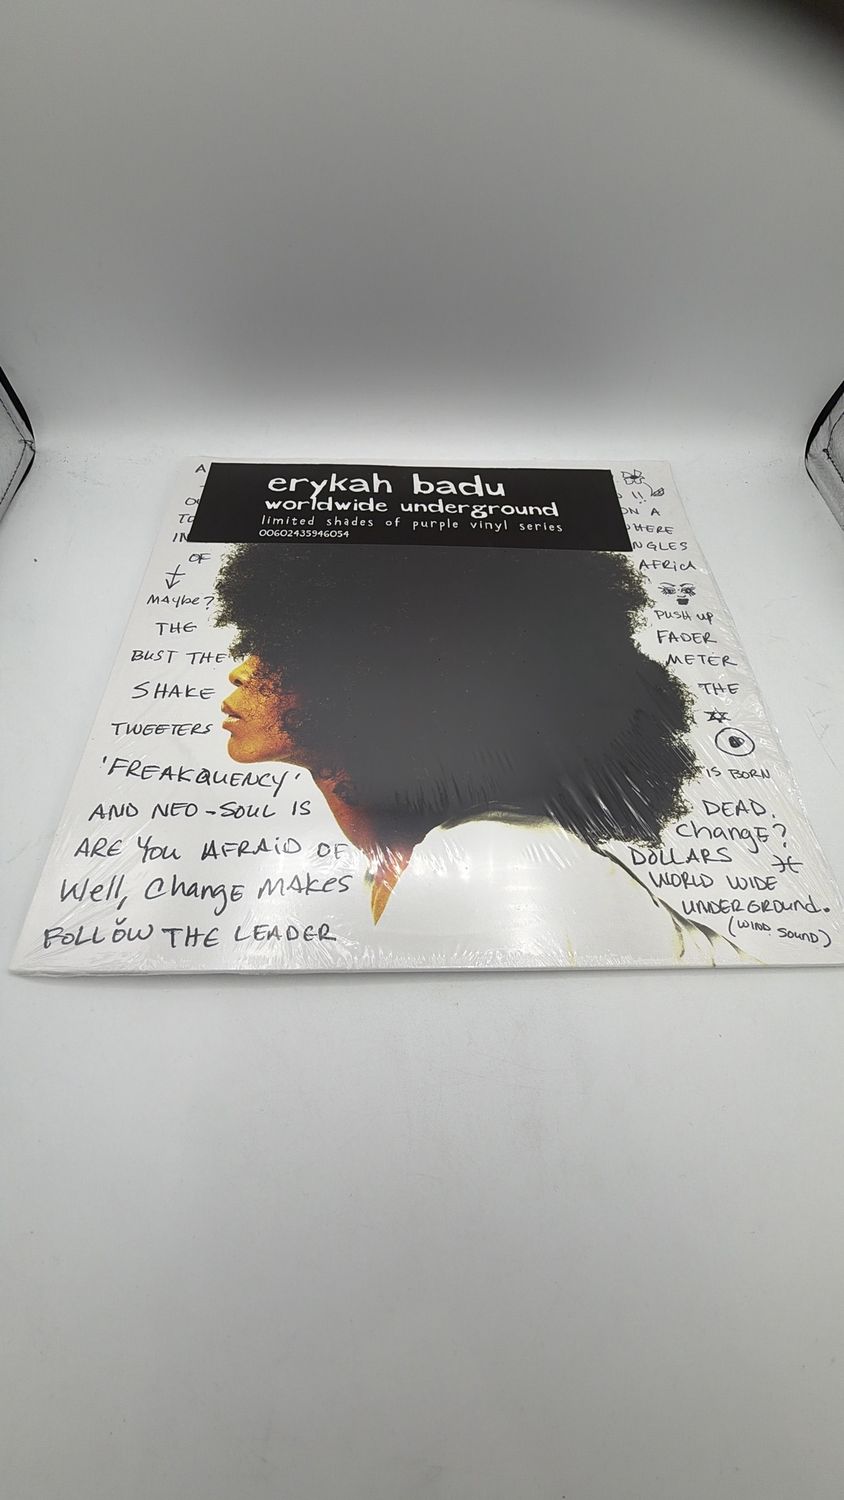 erykah badu
worldwide underground
limited shades of purple vinyl series
00602435946054
A
!!
ON A
IN
HERE
NGLES
OF
AFRICA
MAYbe?
PUSH UP
THE
FADER
BUST THE
METER
SHAKE
THE
TWEETERS
'FREAKQUENCY'
IS BORN
AND NEO-SOUL IS
DEAD.
ARE YOU AFRAID OF
Change?
Well, Change MAKES
DOLLARS
FOLLOW THE LEADER
WORLD WIDE
UNDERGROUND.
(WIND SOUND)